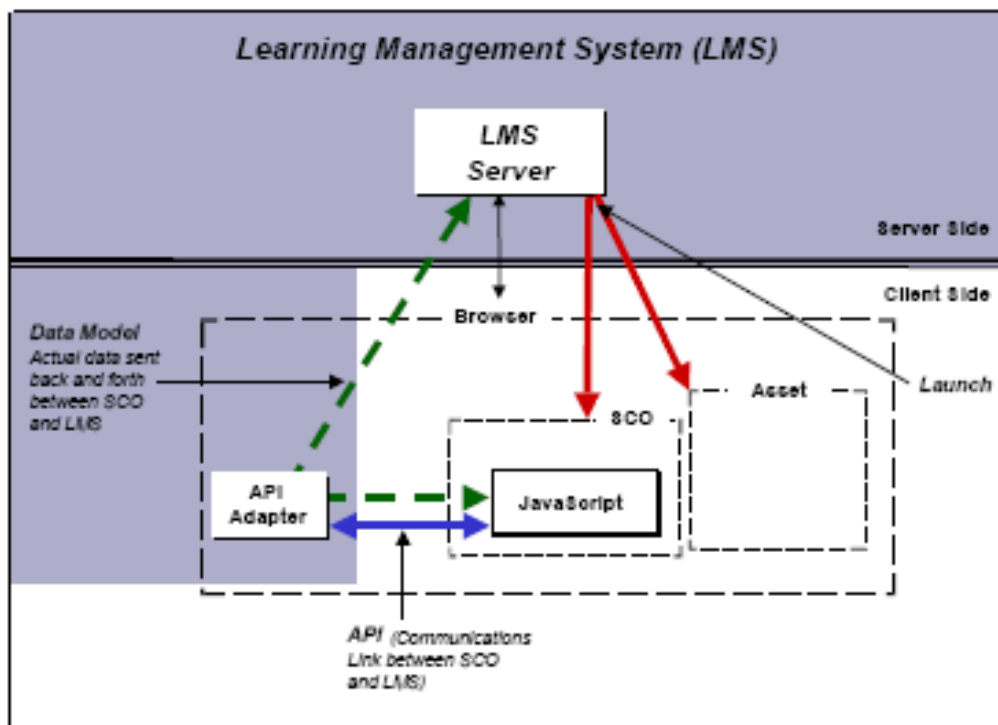 Learning Management System (LMS)
LMS
Server
Server Side
Client Side
Browser
Data Model
Actual data sent
back and forth
between SCO
and LMS
Launch
Asset
SCO
API
Adapter
JavaScript
API (Communications
Link between SCO
and LMS)